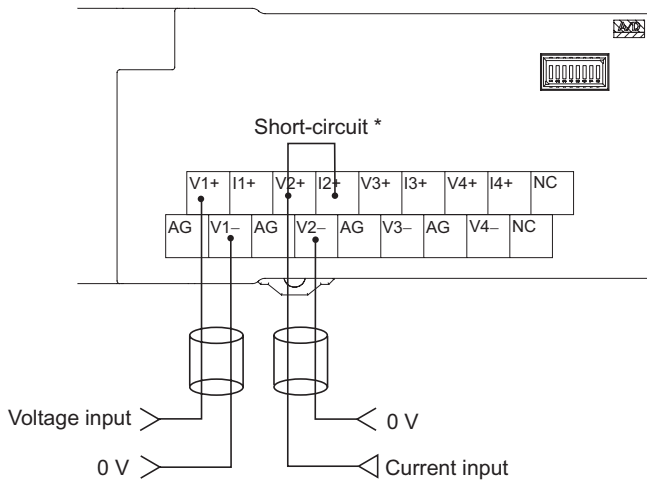 A/D
Short-circuit *
V1+ I1+ V2+ I2+ V3+ I3+ V4+ I4+ NC
AG V1– AG V2– AG V3– AG V4– NC
Voltage input
0 V
0 V
Current input